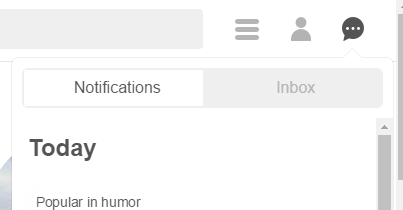 Notifications
Inbox
Today
Popular in humor